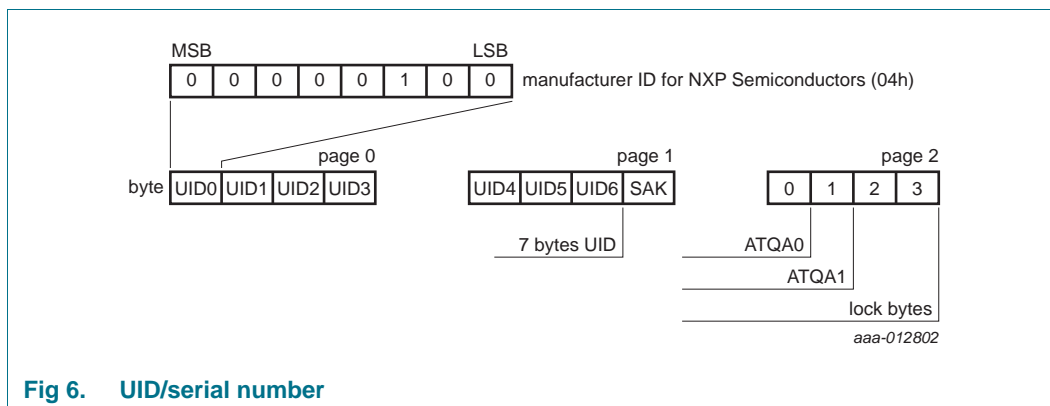 MSB LSB
0 0 0 0 0 1 0 0 manufacturer ID for NXP Semiconductors (04h)
page 0 page 1 page 2
byte UID0 UID1 UID2 UID3 UID4 UID5 UID6 SAK 0 1 2 3
7 bytes UID ATQA0
ATQA1
lock bytes
aaa-012802
Fig 6. UID/serial number